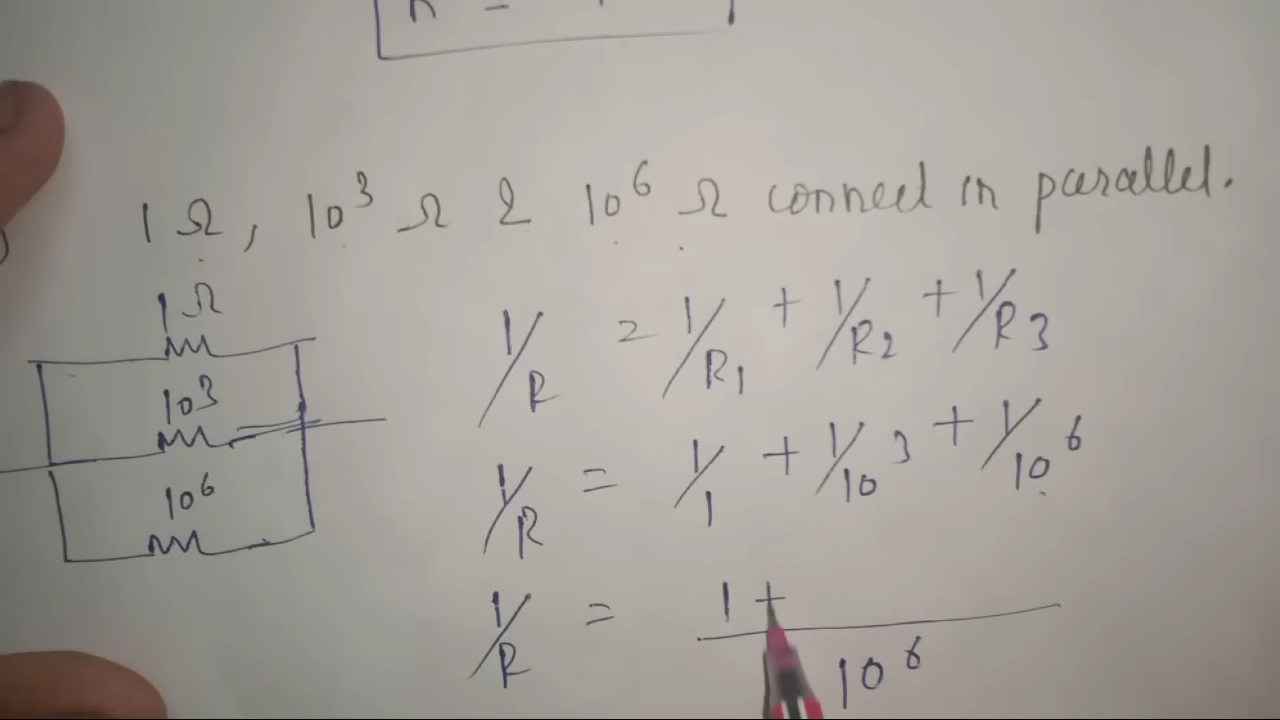 1 Ω, 10³ Ω & 10⁶ Ω connect in parallel.
1Ω
10³
10⁶
1/R = 1/R₁ + 1/R₂ + 1/R3
1/R = 1/1 + 1/10³ + 1/10⁶
1/R = 1 + / 10⁶